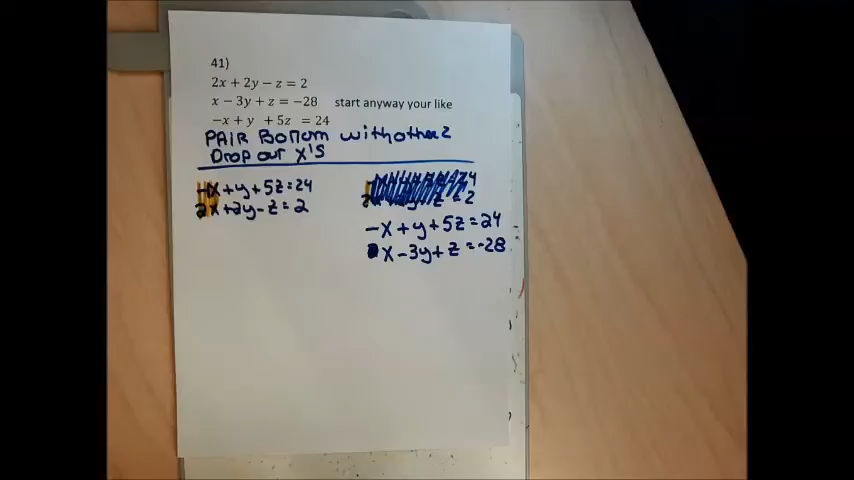 41)
2x + 2y − z = 2
x − 3y + z = −28 start anyway your like
−x + y + 5z = 24
PAIR BOTTOM with other 2
Drop out X'S
-1x+y+5z=24
2x+2y-z=2
-x+y+5z=24
x-3y+z=-28